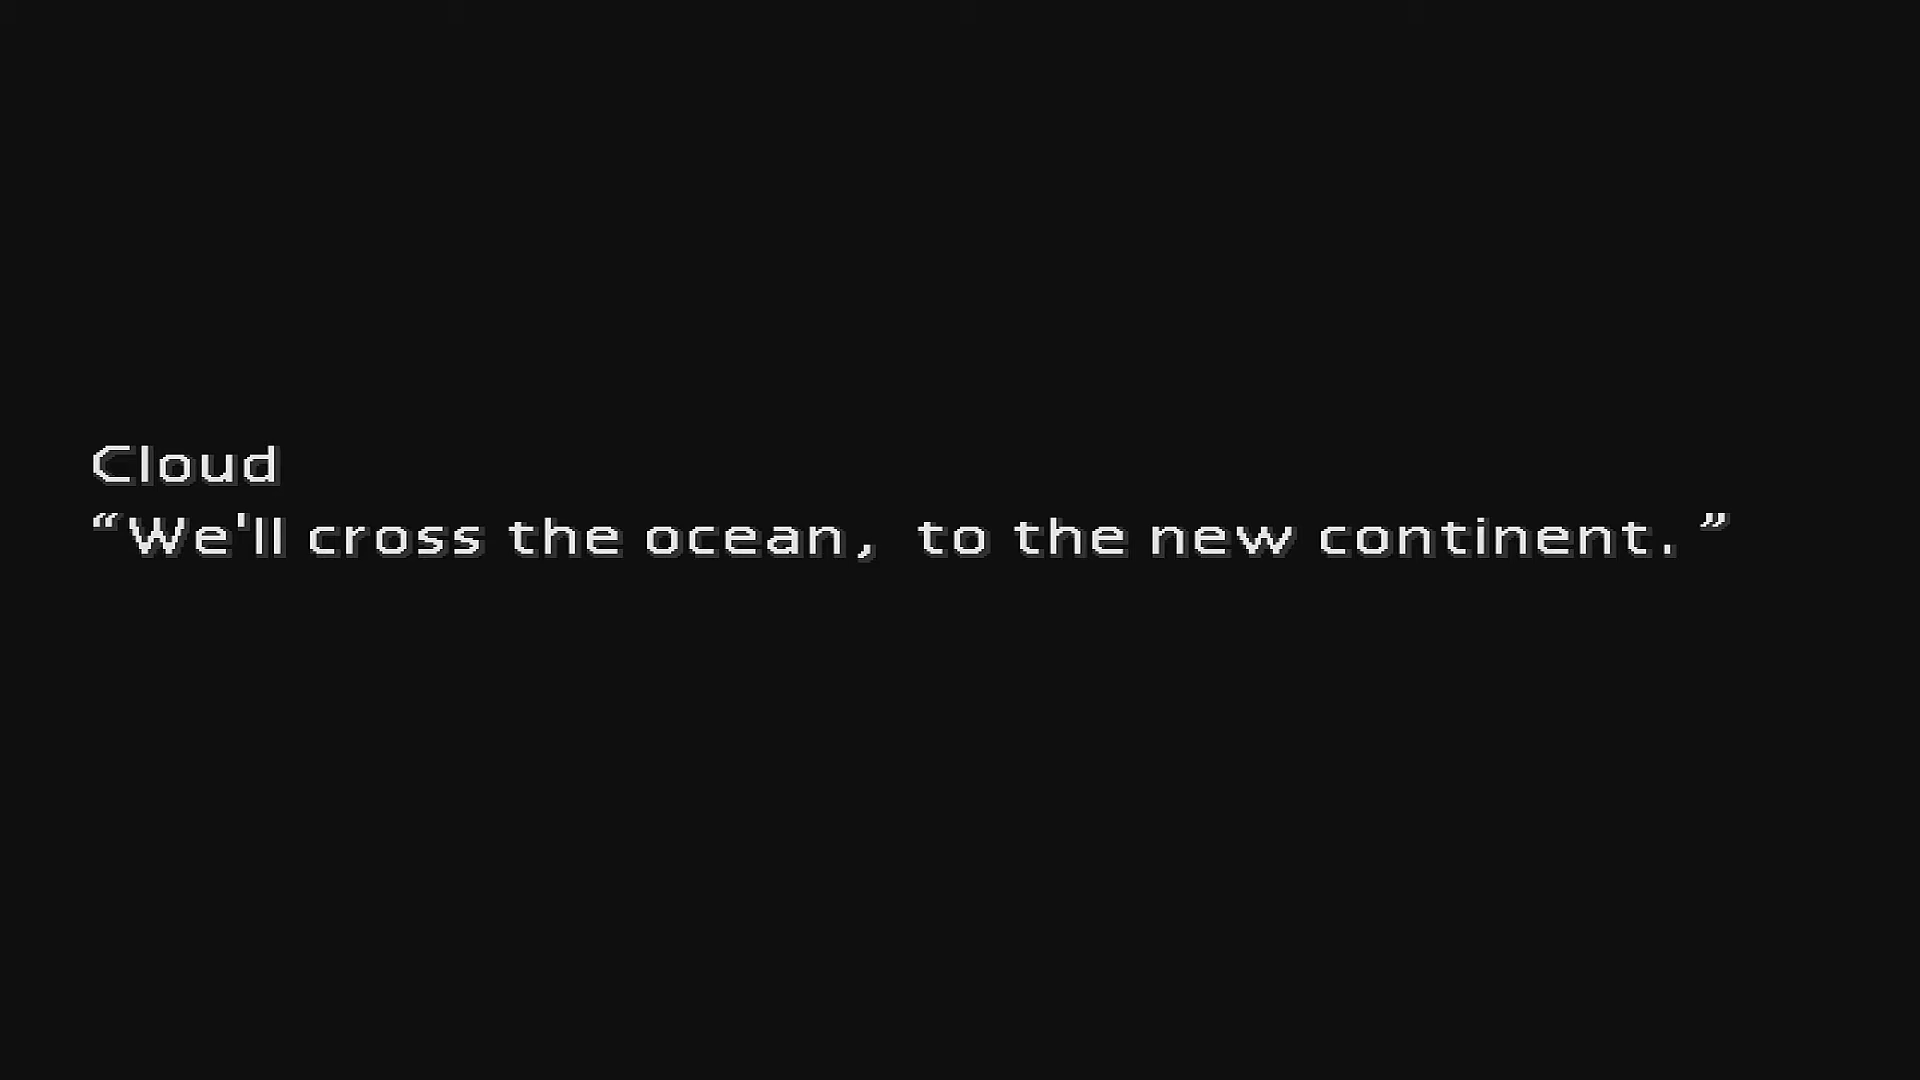 Cloud
“We'll cross the ocean, to the new continent.”